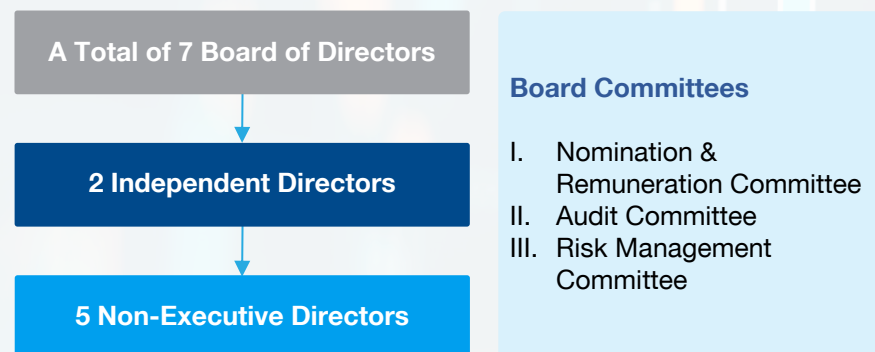 A Total of 7 Board of Directors
2 Independent Directors
5 Non-Executive Directors
Board Committees
I. Nomination &
Remuneration Committee
II. Audit Committee
III. Risk Management
Committee